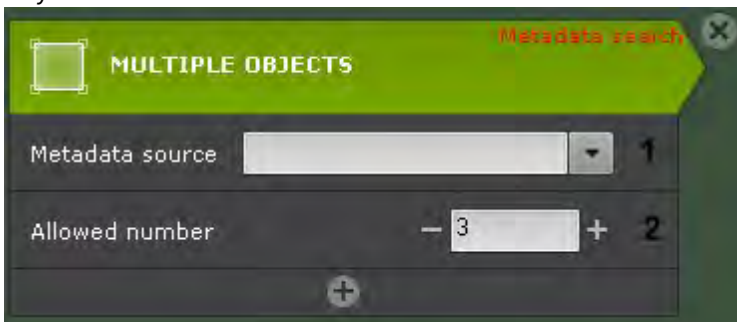 Metadata search
MULTIPLE OBJECTS
Metadata source 1
Allowed number − 3 + 2